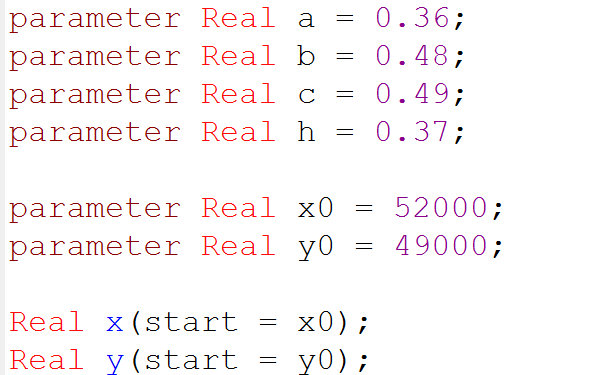 parameter Real a = 0.36;
parameter Real b = 0.48;
parameter Real c = 0.49;
parameter Real h = 0.37;
parameter Real x0 = 52000;
parameter Real y0 = 49000;
Real x(start = x0);
Real y(start = y0);